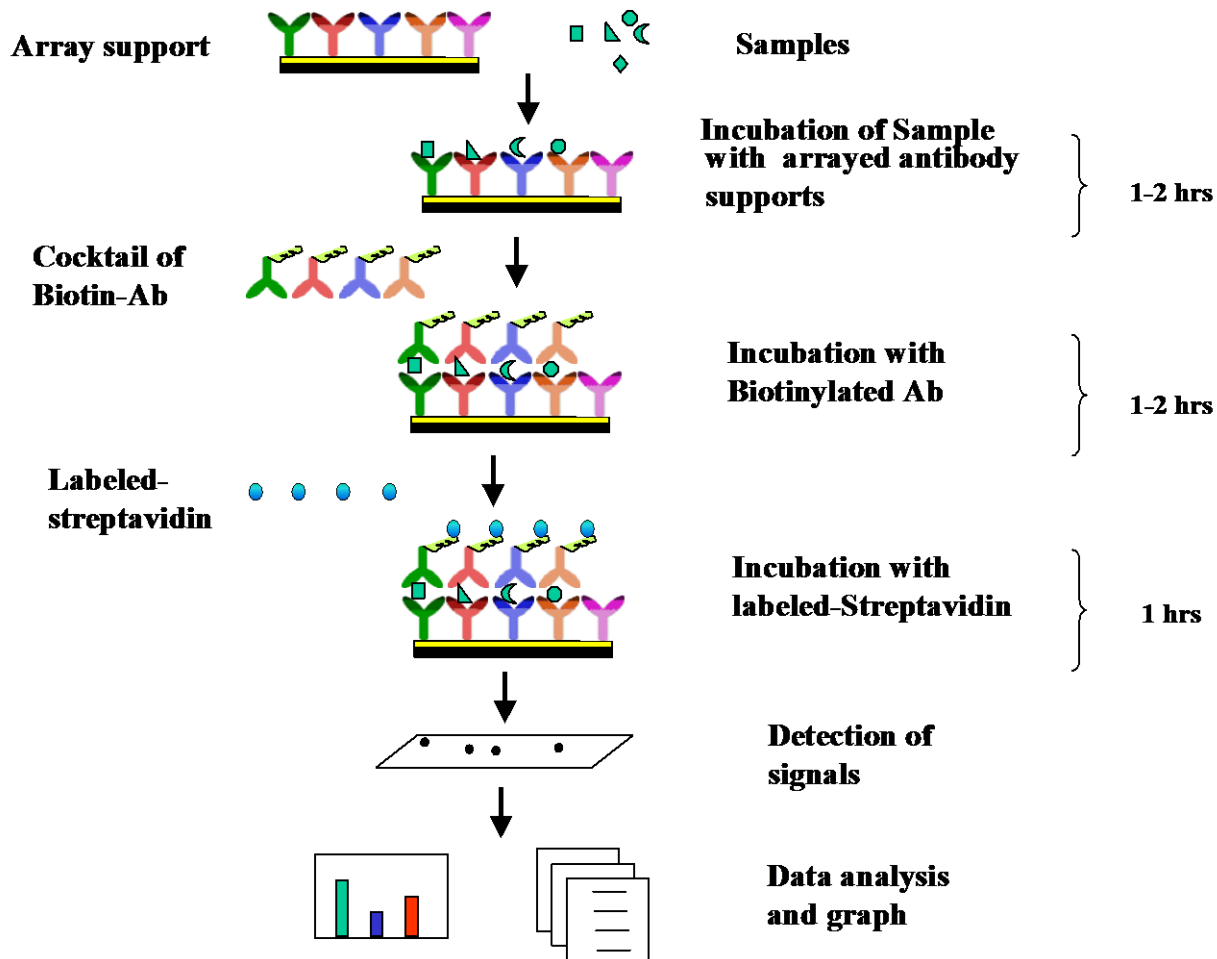 Array support
Samples
Incubation of Sample
with arrayed antibody
supports
1-2 hrs
Cocktail of
Biotin-Ab
Incubation with
Biotinylated Ab
1-2 hrs
Labeled-
streptavidin
Incubation with
labeled-Streptavidin
1 hrs
Detection of
signals
Data analysis
and graph